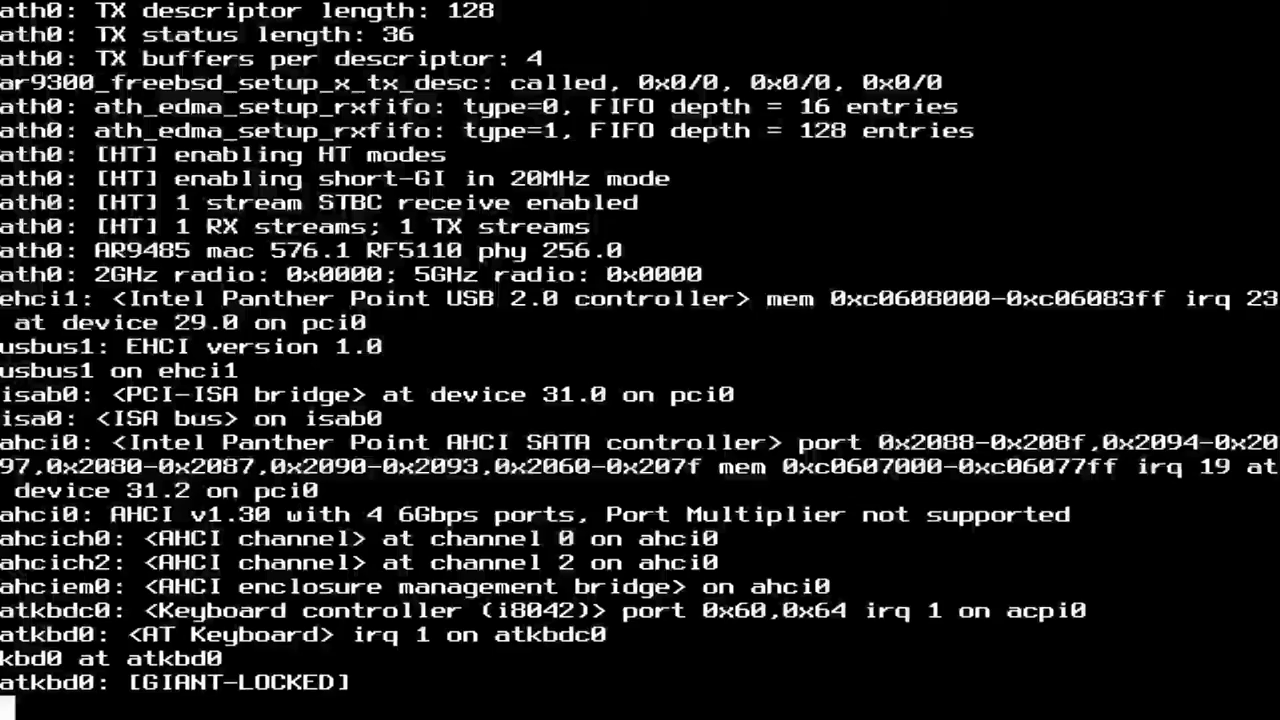 ath0: TX descriptor length: 128
ath0: TX status length: 36
ath0: TX buffers per descriptor: 4
ar9300_freebsd_setup_x_tx_desc: called, 0x0/0, 0x0/0, 0x0/0
ath0: ath_edma_setup_rxfifo: type=0, FIFO depth = 16 entries
ath0: ath_edma_setup_rxfifo: type=1, FIFO depth = 128 entries
ath0: [HT] enabling HT modes
ath0: [HT] enabling short-GI in 20MHz mode
ath0: [HT] 1 stream STBC receive enabled
ath0: [HT] 1 RX streams; 1 TX streams
ath0: AR9485 mac 576.1 RF5110 phy 256.0
ath0: 2GHz radio: 0x0000; 5GHz radio: 0x0000
ehci1: <Intel Panther Point USB 2.0 controller> mem 0xc0608000-0xc06083ff irq 23
at device 29.0 on pci0
usbus1: EHCI version 1.0
usbus1 on ehci1
isab0: <PCI-ISA bridge> at device 31.0 on pci0
isa0: <ISA bus> on isab0
ahci0: <Intel Panther Point AHCI SATA controller> port 0x2088-0x208f,0x2094-0x20
97,0x2080-0x2087,0x2090-0x2093,0x2060-0x207f mem 0xc0607000-0xc06077ff irq 19 at
device 31.2 on pci0
ahci0: AHCI v1.30 with 4 6Gbps ports, Port Multiplier not supported
ahcich0: <AHCI channel> at channel 0 on ahci0
ahcich2: <AHCI channel> at channel 2 on ahci0
ahciem0: <AHCI enclosure management bridge> on ahci0
atkbdc0: <Keyboard controller (i8042)> port 0x60,0x64 irq 1 on acpi0
atkbd0: <AT Keyboard> irq 1 on atkbdc0
kbd0 at atkbd0
atkbd0: [GIANT-LOCKED]